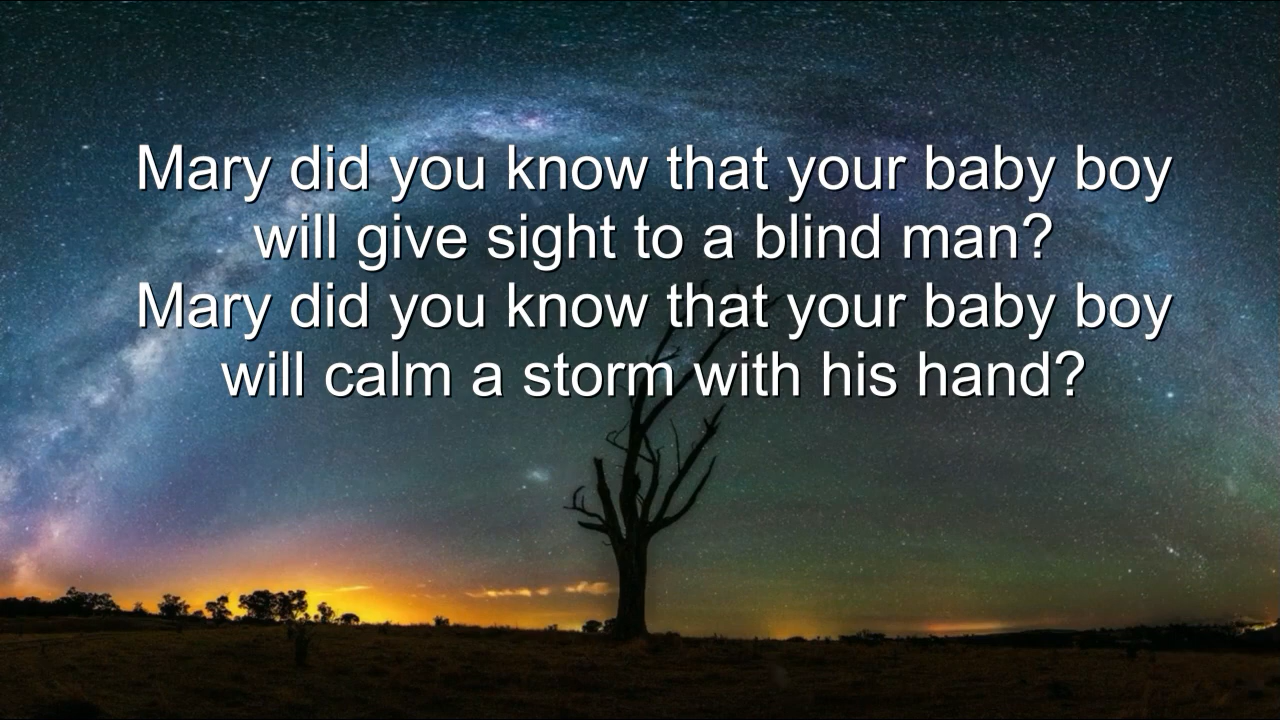 Mary did you know that your baby boy
will give sight to a blind man?
Mary did you know that your baby boy
will calm a storm with his hand?